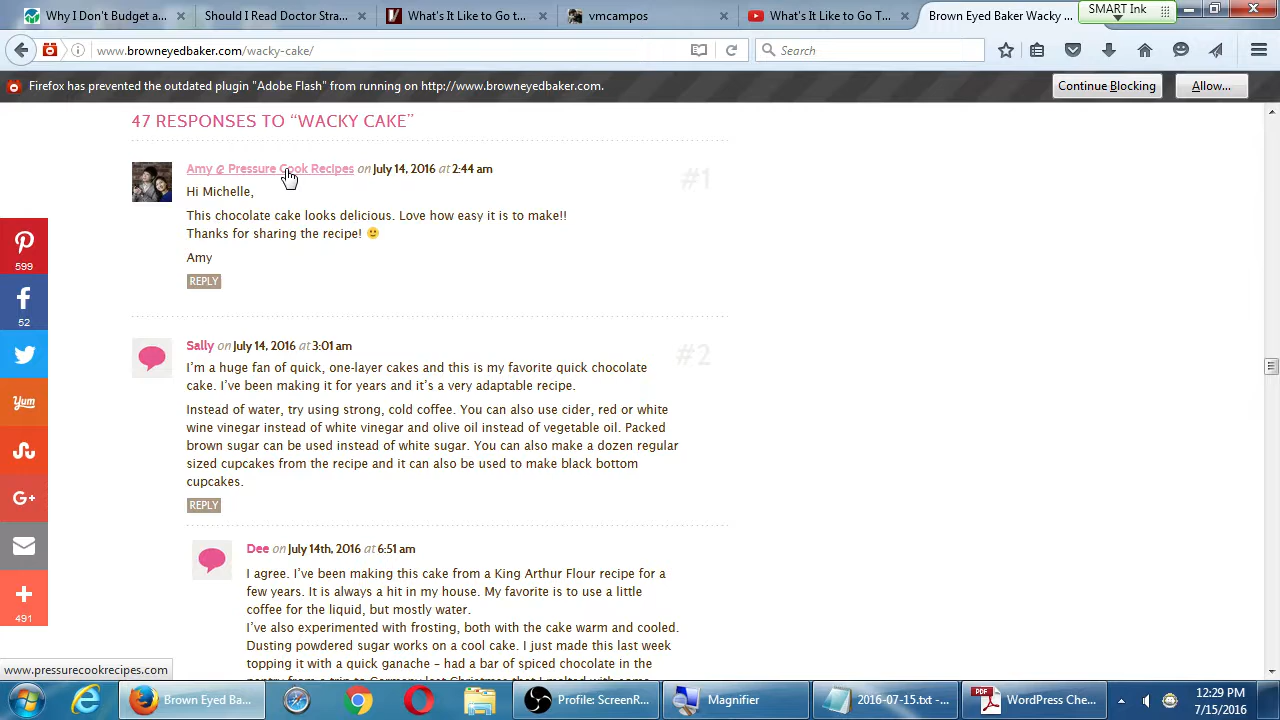 Why I Don't Budget a...
Should I Read Doctor Stra...
What's It Like to Go t...
vmcampos
What's It Like to Go T...
Brown Eyed Baker Wacky ...
SMART Ink
www.browneyedbaker.com/wacky-cake/
Search
Firefox has prevented the outdated plugin "Adobe Flash" from running on http://www.browneyedbaker.com.
Continue Blocking
Allow...
47 RESPONSES TO “WACKY CAKE”
Amy @ Pressure Cook Recipes on July 14, 2016 at 2:44 am
#1
Hi Michelle,
This chocolate cake looks delicious. Love how easy it is to make!!
Thanks for sharing the recipe! 🙂
Amy
REPLY
599
52
Yum
G+
491
Sally on July 14, 2016 at 3:01 am
#2
I’m a huge fan of quick, one-layer cakes and this is my favorite quick chocolate
cake. I’ve been making it for years and it’s a very adaptable recipe.
Instead of water, try using strong, cold coffee. You can also use cider, red or white
wine vinegar instead of white vinegar and olive oil instead of vegetable oil. Packed
brown sugar can be used instead of white sugar. You can also make a dozen regular
sized cupcakes from the recipe and it can also be used to make black bottom
cupcakes.
REPLY
Dee on July 14th, 2016 at 6:51 am
I agree. I’ve been making this cake from a King Arthur Flour recipe for a
few years. It is always a hit in my house. My favorite is to use a little
coffee for the liquid, but mostly water.
I’ve also experimented with frosting, both with the cake warm and cooled.
Dusting powdered sugar works on a cool cake. I just made this last week
topping it with a quick ganache – had a bar of spiced chocolate in the
www.pressurecookrecipes.com
Brown Eyed Ba...
Profile: ScreenR...
Magnifier
2016-07-15.txt -...
PDF
WordPress Che...
12:29 PM
7/15/2016